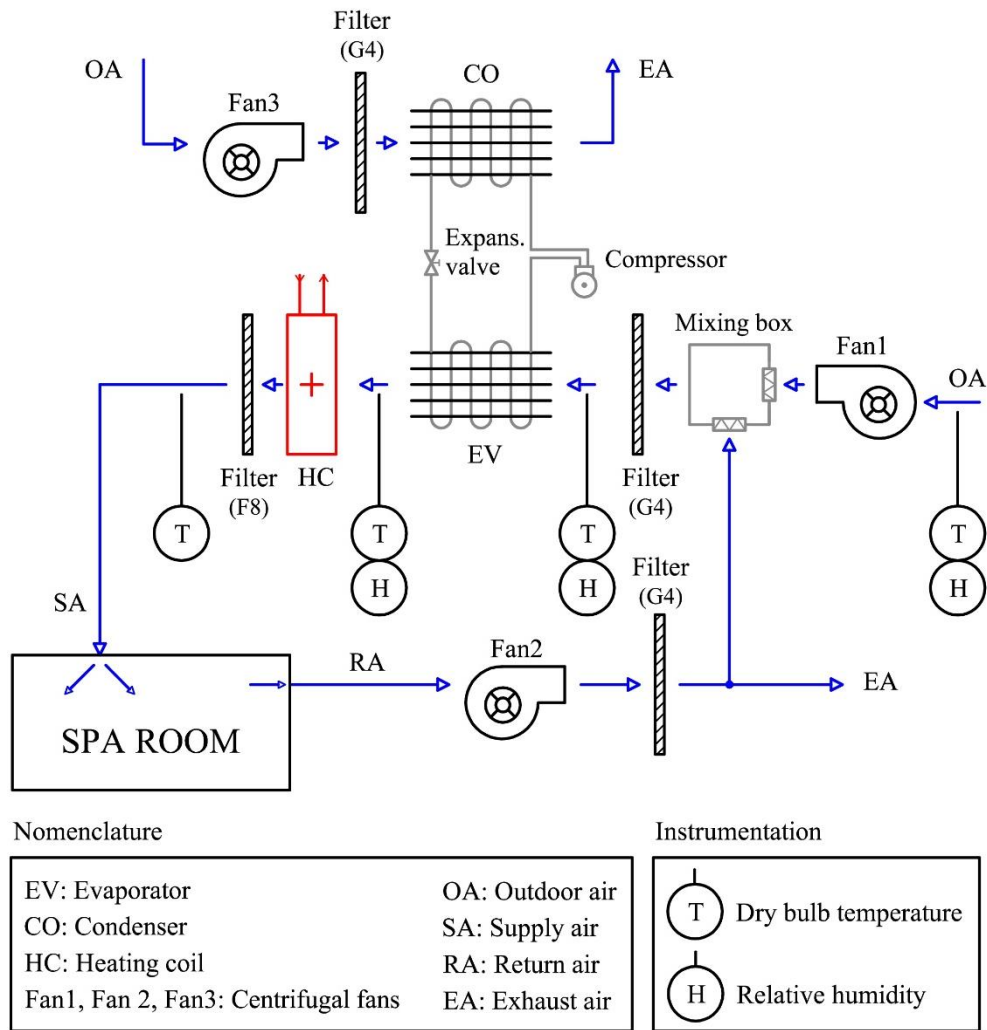 Filter
(G4)
OA
CO
EA
Fan3
Expans.
valve
Compressor
Mixing box
Fan1
OA
EV
Filter
(F8)
HC
Filter
(G4)
T
T
H
T
H
T
H
Filter
(G4)
SA
RA
Fan2
EA
SPA ROOM
Nomenclature
EV: Evaporator
CO: Condenser
HC: Heating coil
Fan1, Fan 2, Fan3: Centrifugal fans
OA: Outdoor air
SA: Supply air
RA: Return air
EA: Exhaust air
Instrumentation
T Dry bulb temperature
H Relative humidity